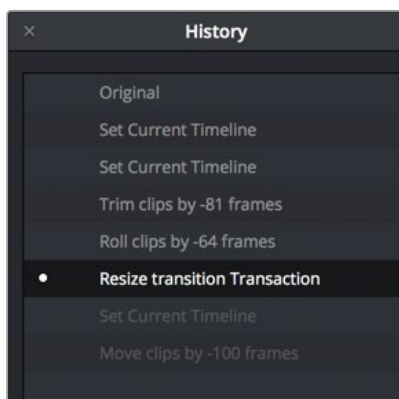 History
Original
Set Current Timeline
Set Current Timeline
Trim clips by -81 frames
Roll clips by -64 frames
Resize transition Transaction
Set Current Timeline
Move clips by -100 frames